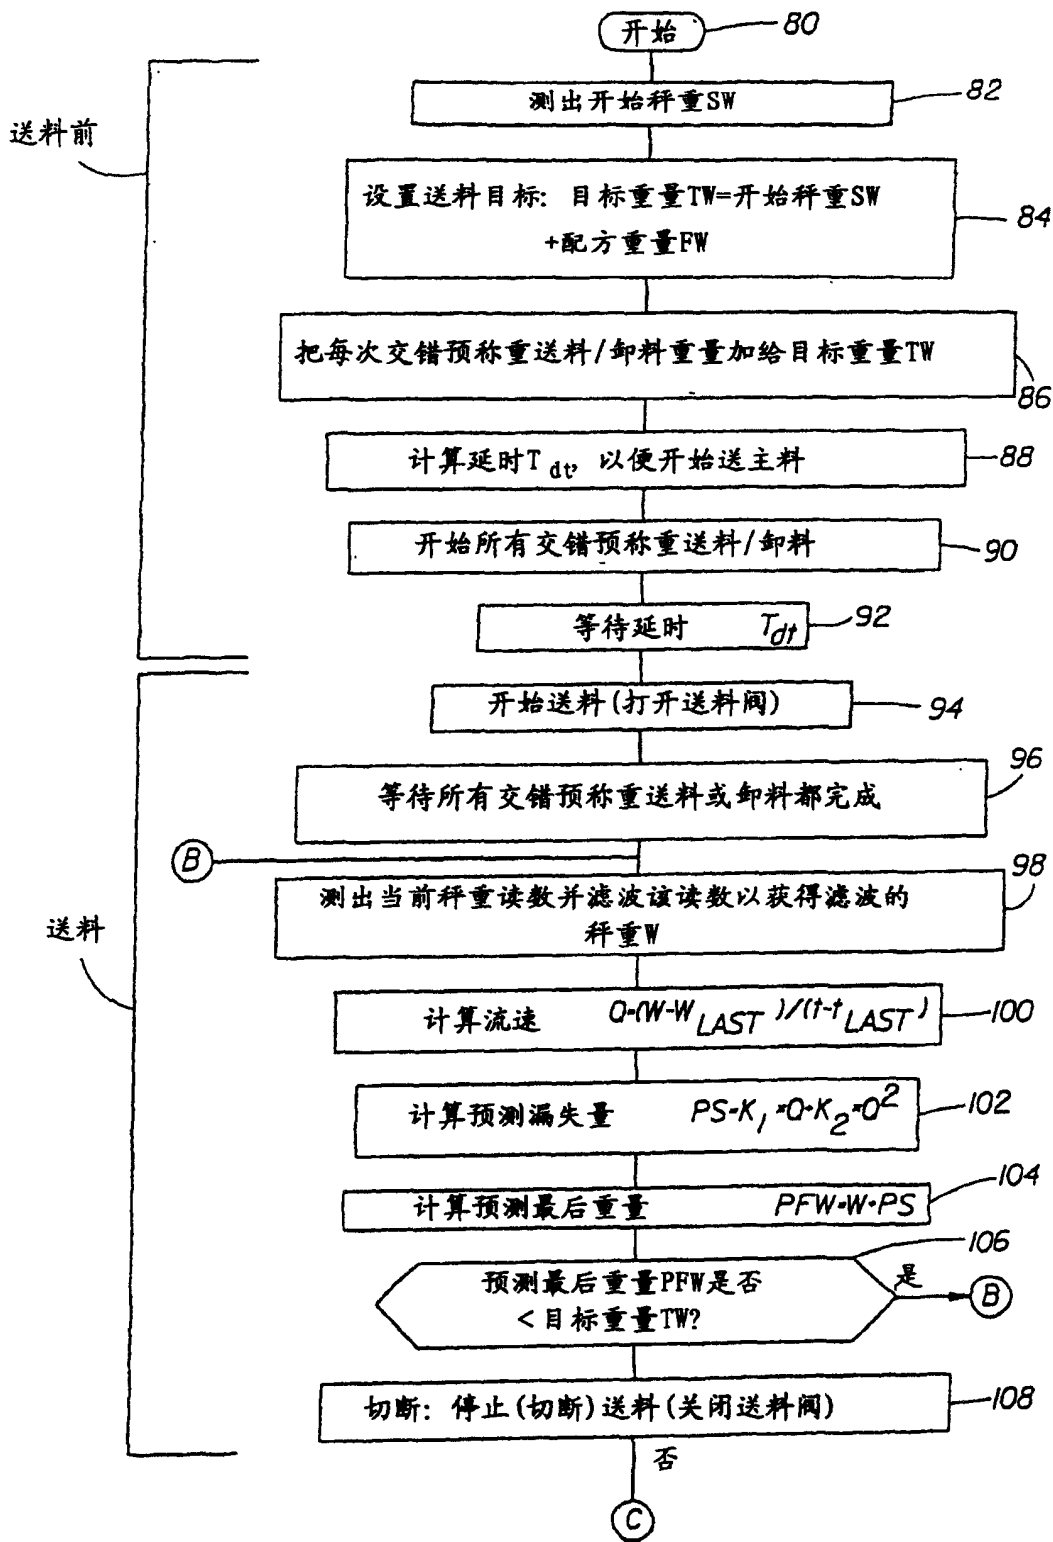 开始
80
测出开始秤重SW
82
送料前
设置送料目标: 目标重量TW=开始秤重SW
+配方重量FW
84
把每次交错预称重送料/卸料重量加给目标重量TW
86
计算延时T dt, 以便开始送主料
88
开始所有交错预称重送料/卸料
90
等待延时 Tdt
92
开始送料(打开送料阀)
94
等待所有交错预称重送料或卸料都完成
96
B
测出当前秤重读数并滤波该读数以获得滤波的
秤重W
98
送料
计算流速 Q=(W-W LAST )/(t-t LAST )
100
计算预测漏失量 PS=K1*Q+K2*Q2
102
计算预测最后重量 PFW=W+PS
104
106
预测最后重量PFW是否
<目标重量TW?
是
B
切断: 停止(切断)送料(关闭送料阀)
108
否
C